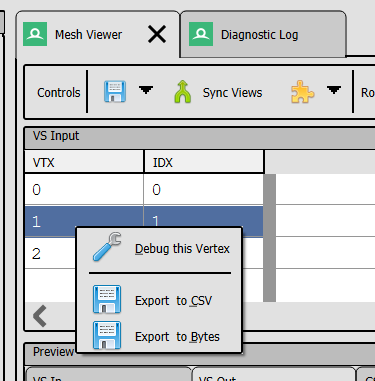 Mesh Viewer
Diagnostic Log
Controls
Sync Views
Ro
VS Input
VTX IDX
0 0
1 1
2
Debug this Vertex
Export to CSV
Export to Bytes
Preview
VS In
VS Out